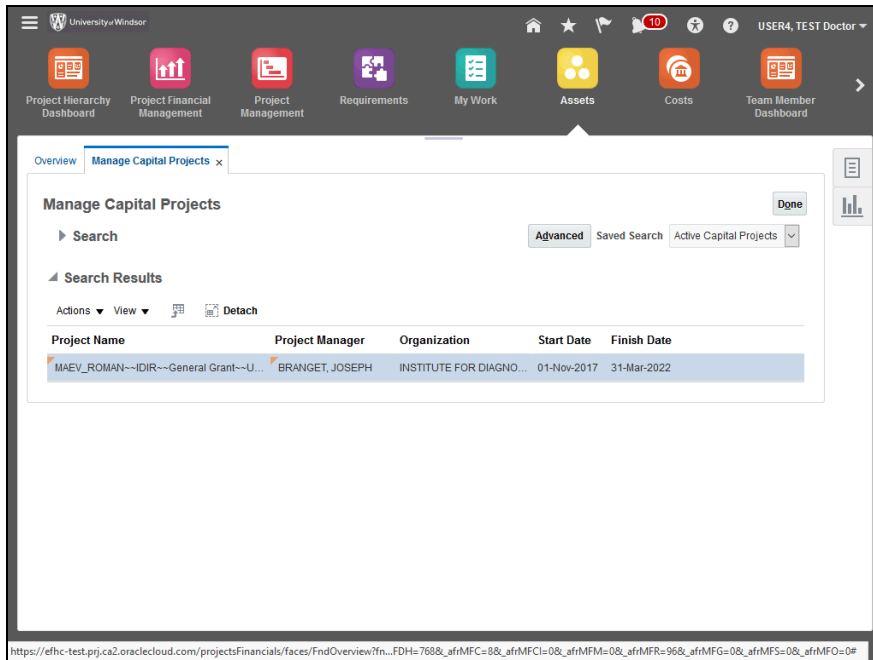 University of Windsor
10
USER4, TEST Doctor
Project Hierarchy Dashboard
Project Financial Management
Project Management
Requirements
My Work
Assets
Costs
Team Member Dashboard
Overview
Manage Capital Projects x
Manage Capital Projects
Done
Search
Advanced Saved Search Active Capital Projects
Search Results
Actions View Detach
Project Name Project Manager Organization Start Date Finish Date
MAEV_ROMAN~~IDIR~~General Grant~~U... BRANGET, JOSEPH INSTITUTE FOR DIAGNO... 01-Nov-2017 31-Mar-2022
https://efhc-test.prj.ca2.oraclecloud.com/projectsFinancials/faces/FndOverview?fn...FDH=768&_afrMFC=8&_afrMFCI=0&_afrMFM=0&_afrMFR=96&_afrMFG=0&_afrMFS=0&_afrMFO=0#